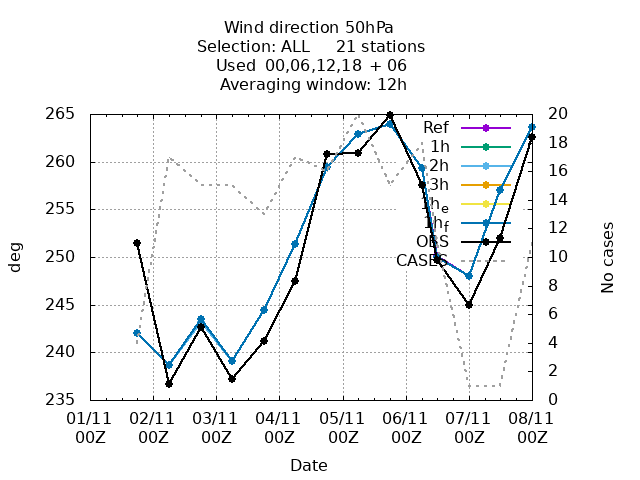 Wind direction 50hPa
Selection: ALL 21 stations
Used 00,06,12,18 + 06
Averaging window: 12h
265
260
255
250
245
240
235
deg
20
18
16
14
12
10
8
6
4
2
0
No cases
Ref
1h
2h
3h
h_e
1h_f
OBS
CASES
01/11 02/11 03/11 04/11 05/11 06/11 07/11 08/11
00Z 00Z 00Z 00Z 00Z 00Z 00Z 00Z
Date